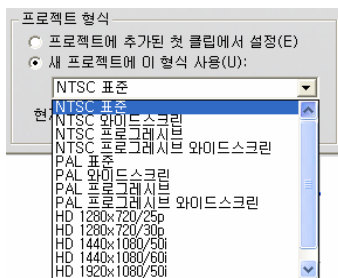 프로젝트 형식
프로젝트에 추가된 첫 클립에서 설정(E)
새 프로젝트에 이 형식 사용(U):
NTSC 표준
현
NTSC 표준
NTSC 와이드스크린
NTSC 프로그레시브
NTSC 프로그레시브 와이드스크린
PAL 표준
PAL 와이드스크린
PAL 프로그레시브
PAL 프로그레시브 와이드스크린
HD 1280x720/25p
HD 1280x720/30p
HD 1440x1080/50i
HD 1440x1080/60i
HD 1920x1080/50i